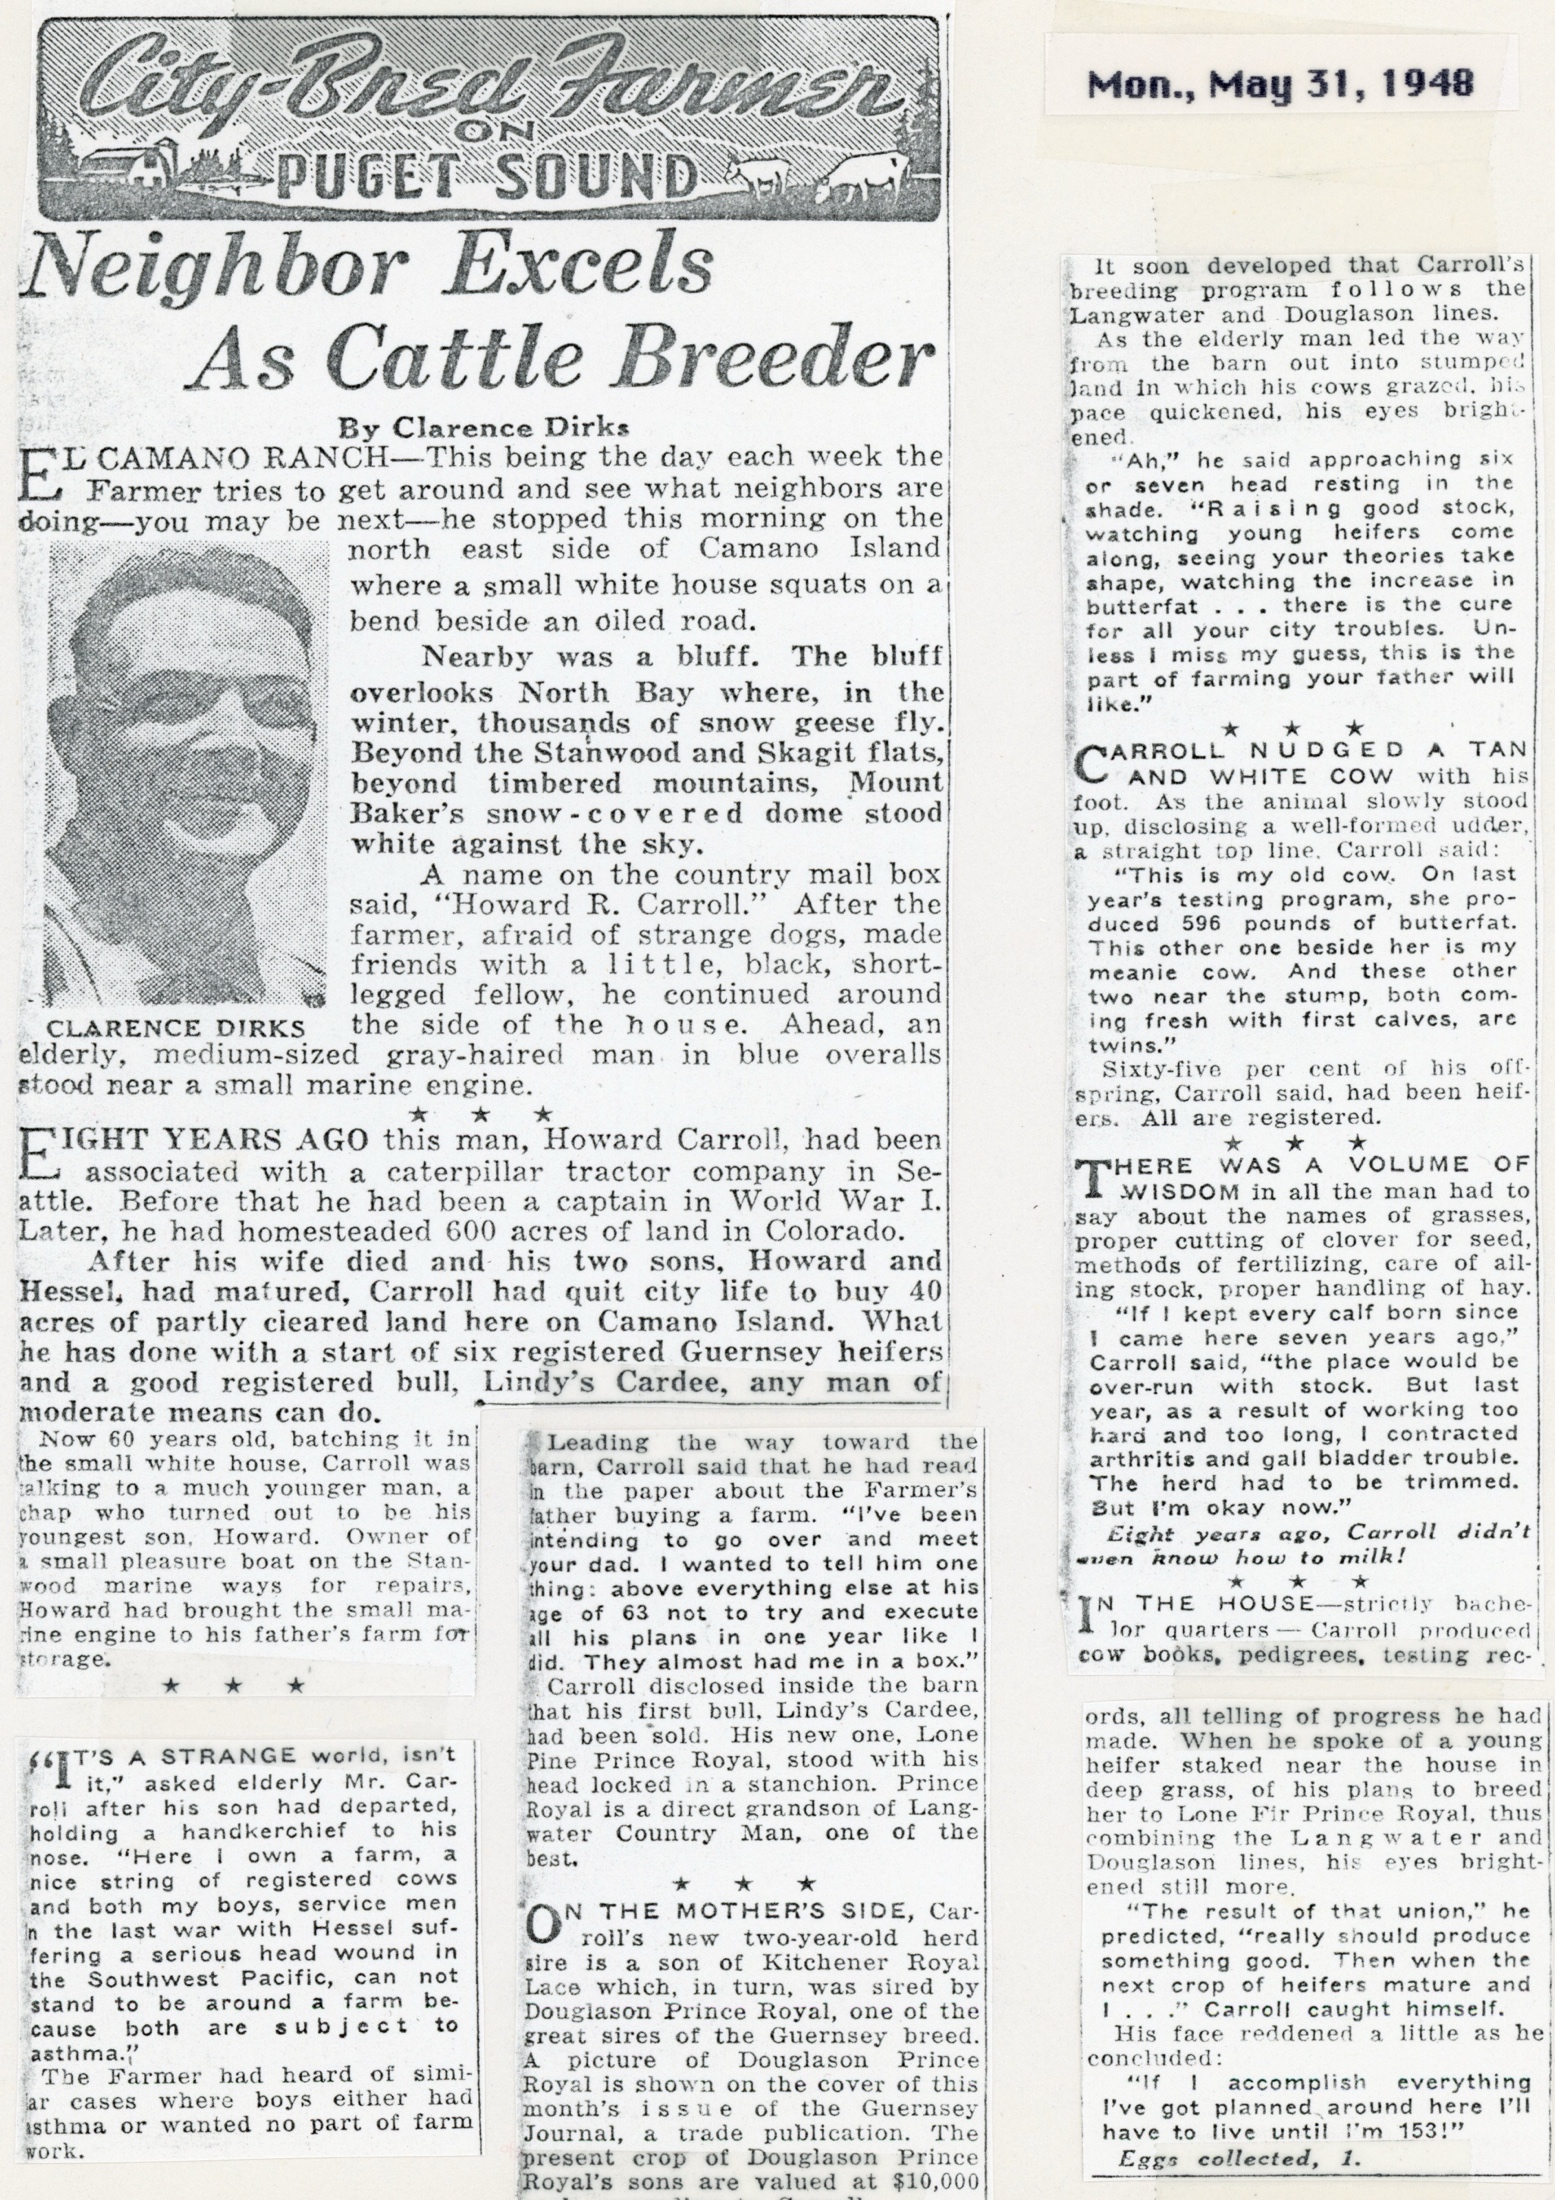 City-Bred Farmer
ON
PUGET SOUND
Mon., May 31, 1948
Neighbor Excels
As Cattle Breeder
By Clarence Dirks
EL CAMANO RANCH—This being the day each week the
Farmer tries to get around and see what neighbors are
doing—you may be next—he stopped this morning on the
north east side of Camano Island
where a small white house squats on a
bend beside an oiled road.
Nearby was a bluff. The bluff
overlooks North Bay where, in the
winter, thousands of snow geese fly.
Beyond the Stanwood and Skagit flats,
beyond timbered mountains, Mount
Baker's snow-covered dome stood
white against the sky.
A name on the country mail box
said, "Howard R. Carroll." After the
farmer, afraid of strange dogs, made
friends with a little, black, short-
legged fellow, he continued around
CLARENCE DIRKS
the side of the house. Ahead, an
elderly, medium-sized gray-haired man in blue overalls
stood near a small marine engine.
★ ★ ★
EIGHT YEARS AGO this man, Howard Carroll, had been
associated with a caterpillar tractor company in Se-
attle. Before that he had been a captain in World War I.
Later, he had homesteaded 600 acres of land in Colorado.
After his wife died and his two sons, Howard and
Hessel, had matured, Carroll had quit city life to buy 40
acres of partly cleared land here on Camano Island. What
he has done with a start of six registered Guernsey heifers
and a good registered bull, Lindy's Cardee, any man of
moderate means can do.
Now 60 years old, batching it in
the small white house, Carroll was
talking to a much younger man, a
chap who turned out to be his
youngest son, Howard. Owner of
a small pleasure boat on the Stan-
wood marine ways for repairs,
Howard had brought the small ma-
rine engine to his father's farm for
storage.
★ ★ ★
"IT'S A STRANGE world, isn't
it," asked elderly Mr. Car-
roll after his son had departed,
holding a handkerchief to his
nose. "Here I own a farm, a
nice string of registered cows
and both my boys, service men
in the last war with Hessel suf-
fering a serious head wound in
the Southwest Pacific, can not
stand to be around a farm be-
cause both are subject to
asthma."
The Farmer had heard of simi-
lar cases where boys either had
asthma or wanted no part of farm
work.
Leading the way toward the
barn, Carroll said that he had read
in the paper about the Farmer's
father buying a farm. "I've been
intending to go over and meet
your dad. I wanted to tell him one
thing: above everything else at his
age of 63 not to try and execute
all his plans in one year like I
did. They almost had me in a box."
Carroll disclosed inside the barn
that his first bull, Lindy's Cardee,
had been sold. His new one, Lone
Pine Prince Royal, stood with his
head locked in a stanchion. Prince
Royal is a direct grandson of Lang-
water Country Man, one of the
best.
★ ★ ★
ON THE MOTHER'S SIDE, Car-
roll's new two-year-old herd
sire is a son of Kitchener Royal
Lace which, in turn, was sired by
Douglason Prince Royal, one of the
great sires of the Guernsey breed.
A picture of Douglason Prince
Royal is shown on the cover of this
month's issue of the Guernsey
Journal, a trade publication. The
present crop of Douglason Prince
Royal's sons are valued at $10,000
It soon developed that Carroll's
breeding program follows the
Langwater and Douglason lines.
As the elderly man led the way
from the barn out into stumped
land in which his cows grazed, his
pace quickened, his eyes bright-
ened.
"Ah," he said approaching six
or seven head resting in the
shade. "Raising good stock,
watching young heifers come
along, seeing your theories take
shape, watching the increase in
butterfat . . . there is the cure
for all your city troubles. Un-
less I miss my guess, this is the
part of farming your father will
like."
★ ★ ★
CARROLL NUDGED A TAN
AND WHITE COW with his
foot. As the animal slowly stood
up, disclosing a well-formed udder,
a straight top line, Carroll said:
"This is my old cow. On last
year's testing program, she pro-
duced 596 pounds of butterfat.
This other one beside her is my
meanie cow. And these other
two near the stump, both com-
ing fresh with first calves, are
twins."
Sixty-five per cent of his off-
spring, Carroll said, had been heif-
ers. All are registered.
★ ★ ★
THERE WAS A VOLUME OF
WISDOM in all the man had to
say about the names of grasses,
proper cutting of clover for seed,
methods of fertilizing, care of ail-
ing stock, proper handling of hay.
"If I kept every calf born since
I came here seven years ago,"
Carroll said, "the place would be
over-run with stock. But last
year, as a result of working too
hard and too long, I contracted
arthritis and gall bladder trouble.
The herd had to be trimmed.
But I'm okay now."
Eight years ago, Carroll didn't
even know how to milk!
★ ★ ★
IN THE HOUSE—strictly bache-
lor quarters — Carroll produced
cow books, pedigrees, testing rec-
ords, all telling of progress he had
made. When he spoke of a young
heifer staked near the house in
deep grass, of his plans to breed
her to Lone Fir Prince Royal, thus
combining the Langwater and
Douglason lines, his eyes bright-
ened still more.
"The result of that union," he
predicted, "really should produce
something good. Then when the
next crop of heifers mature and
I . . ." Carroll caught himself.
His face reddened a little as he
concluded:
"If I accomplish everything
I've got planned around here I'll
have to live until I'm 153!"
Eggs collected, 1.